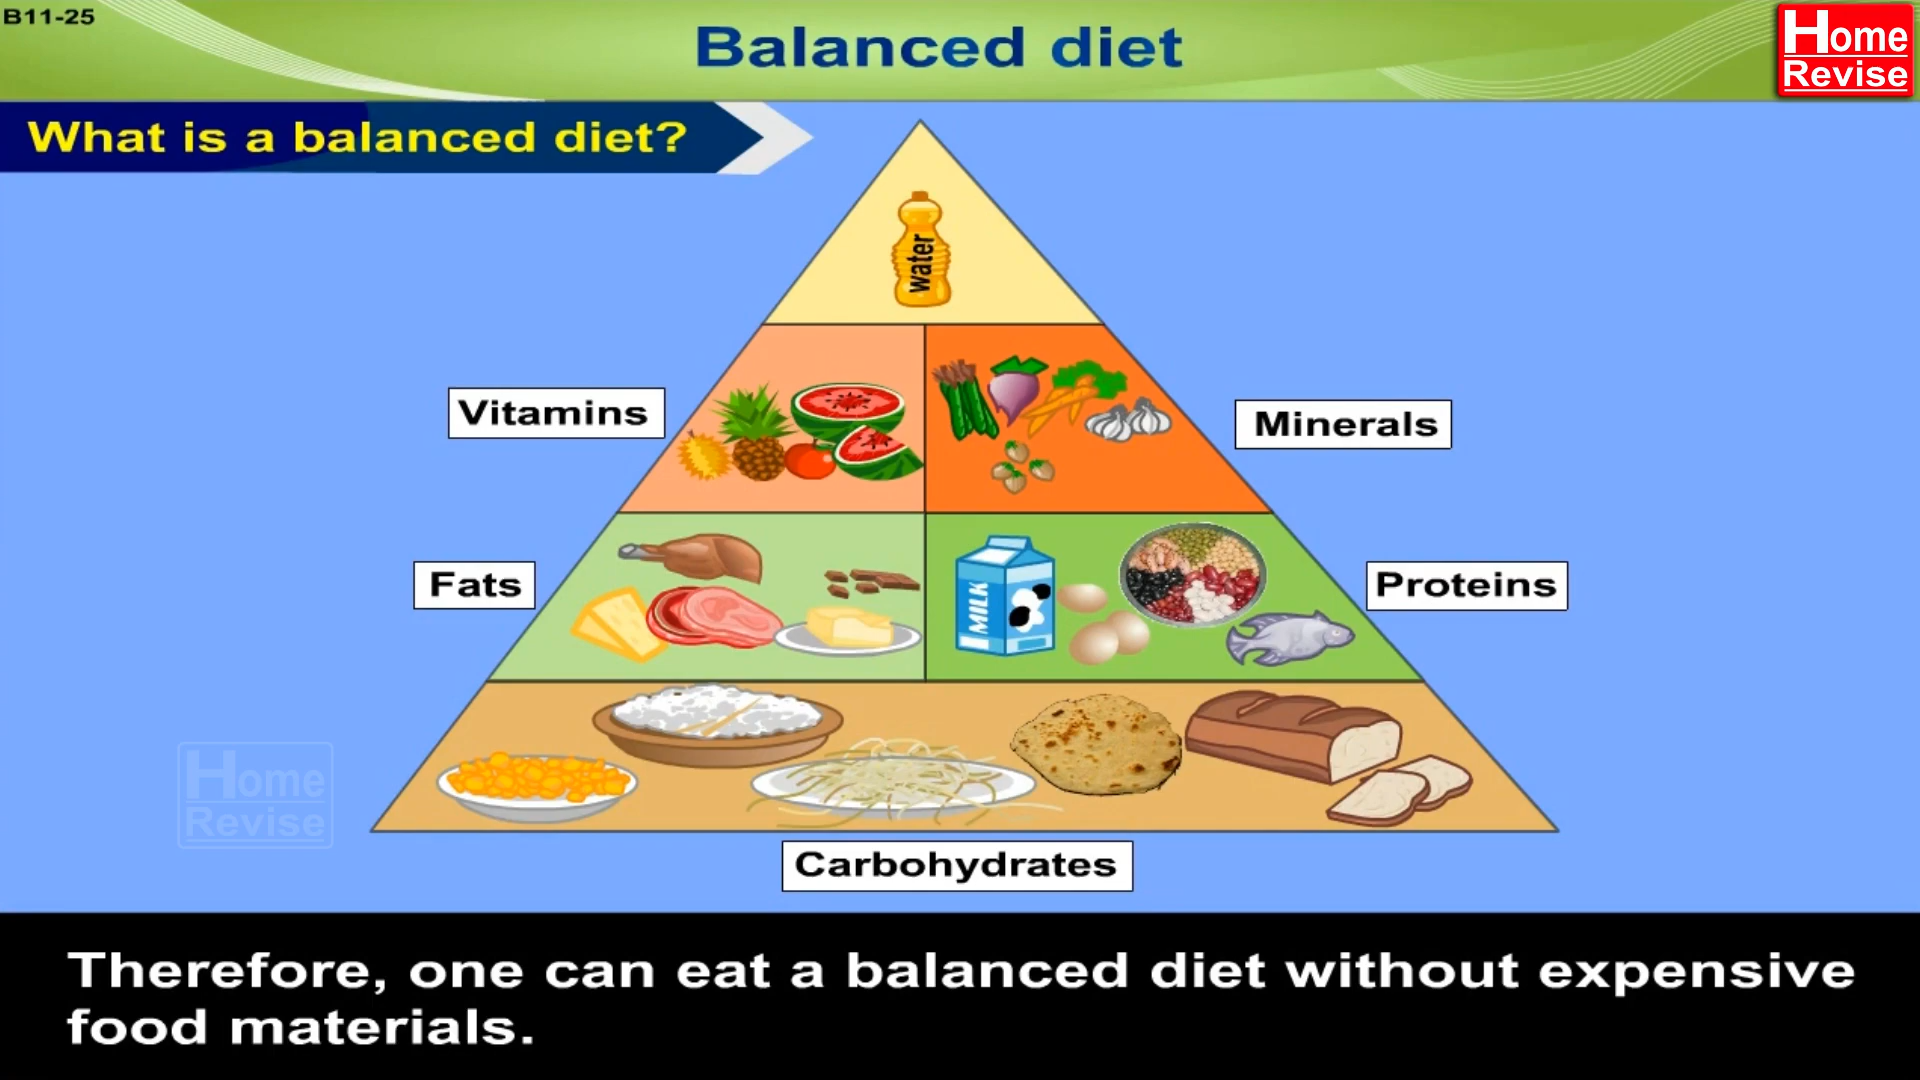 B11-25
Balanced diet
Home
Revise
What is a balanced diet?
water
Vitamins
Minerals
Fats
MILK
Proteins
Home
Revise
Carbohydrates
Therefore, one can eat a balanced diet without expensive
food materials.